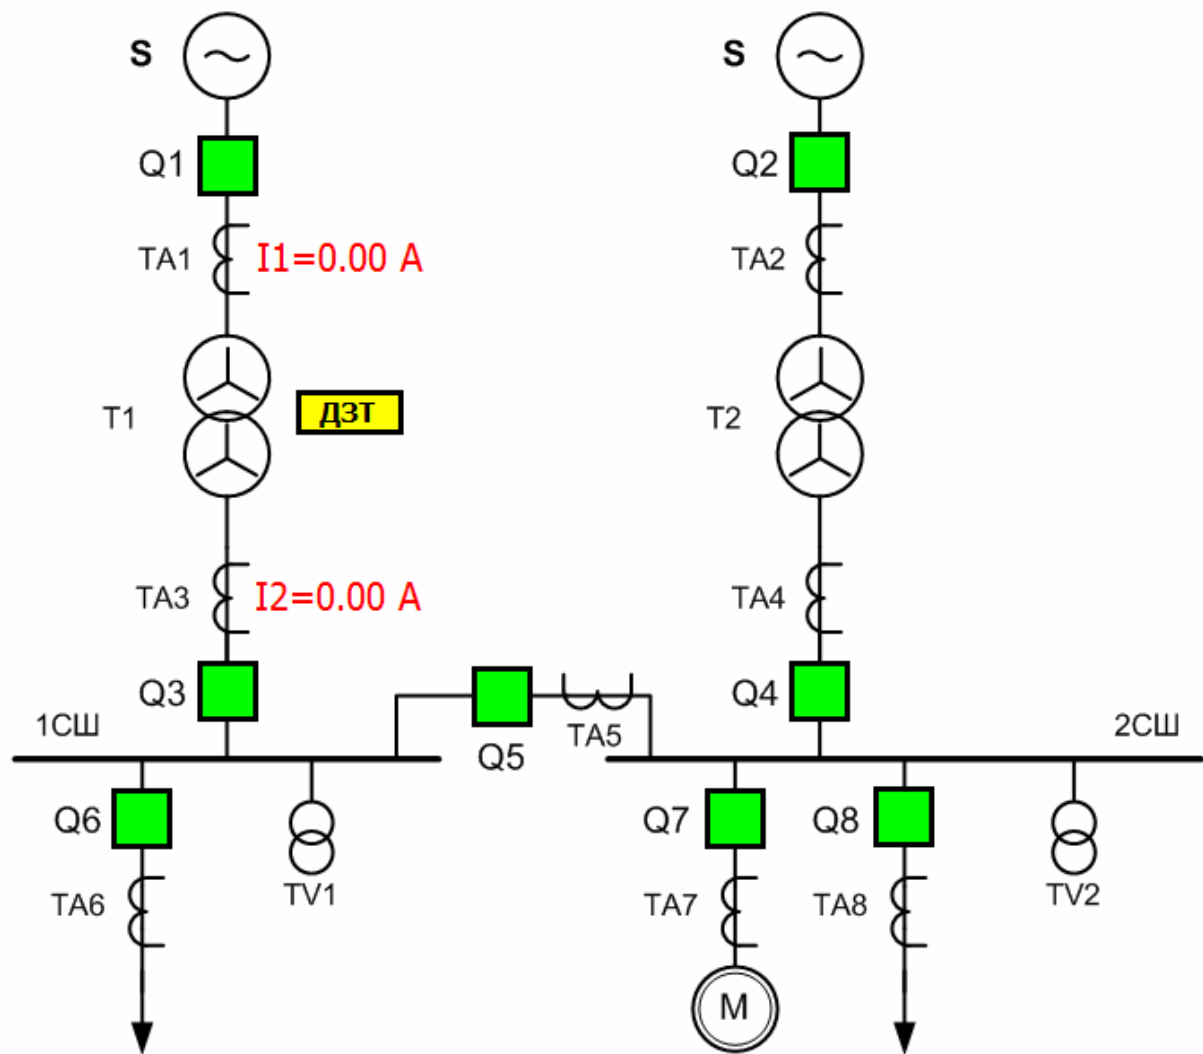 S
S
Q1
Q2
TA1
I1=0.00 A
TA2
T1
ДЗТ
T2
TA3
I2=0.00 A
TA4
Q3
Q4
1СШ
Q5
TA5
2СШ
Q6
Q7
Q8
TA6
TV1
TA7
TA8
TV2
M